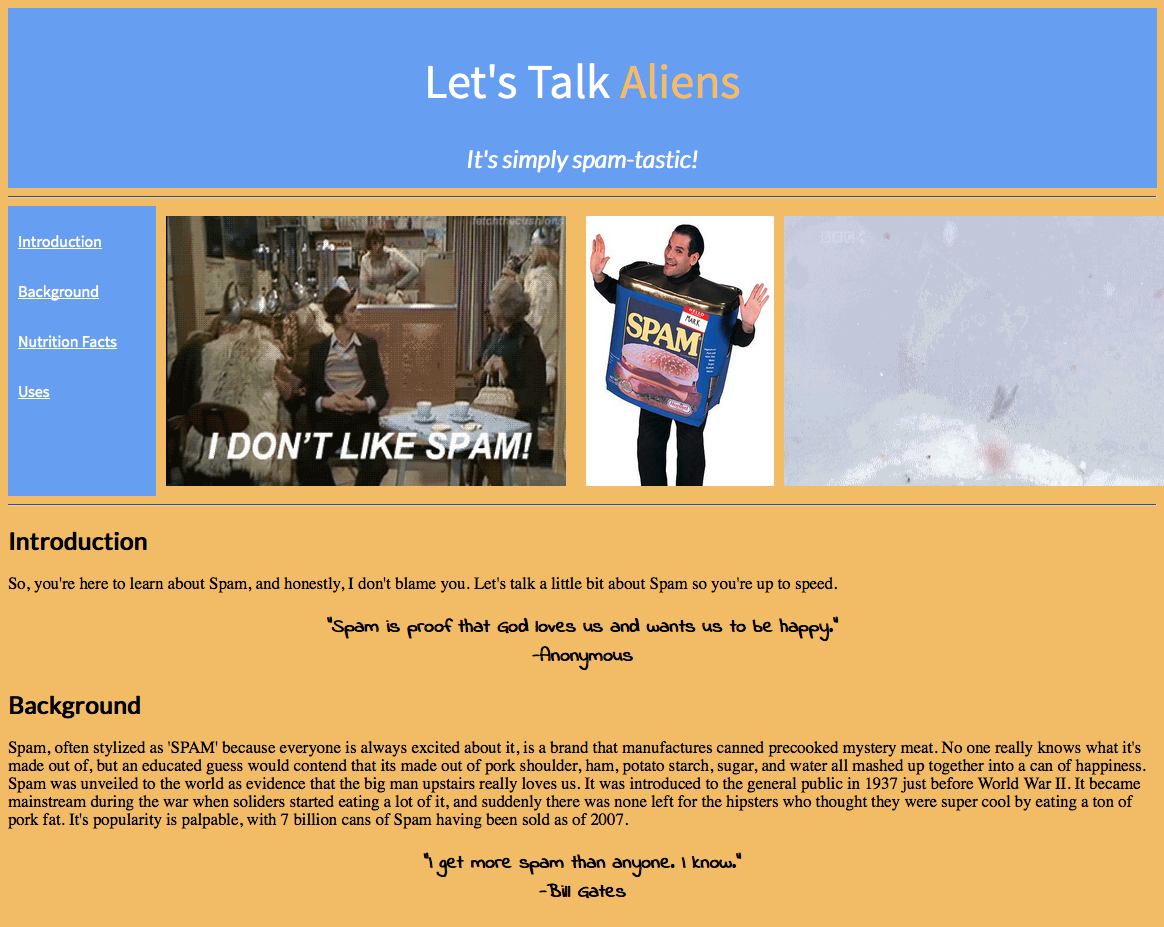 Let's Talk Aliens
It's simply spam-tastic!
Introduction
Background
Nutrition Facts
Uses
fetchthecushions
I DON'T LIKE SPAM!
HELLO
MARK
SPAM
Introduction
So, you're here to learn about Spam, and honestly, I don't blame you. Let's talk a little bit about Spam so you're up to speed.
"Spam is proof that God loves us and wants us to be happy."
-Anonymous
Background
Spam, often stylized as 'SPAM' because everyone is always excited about it, is a brand that manufactures canned precooked mystery meat. No one really knows what it's
made out of, but an educated guess would contend that its made out of pork shoulder, ham, potato starch, sugar, and water all mashed up together into a can of happiness.
Spam was unveiled to the world as evidence that the big man upstairs really loves us. It was introduced to the general public in 1937 just before World War II. It became
mainstream during the war when soliders started eating a lot of it, and suddenly there was none left for the hipsters who thought they were super cool by eating a ton of
pork fat. It's popularity is palpable, with 7 billion cans of Spam having been sold as of 2007.
"I get more spam than anyone. I know."
-Bill Gates